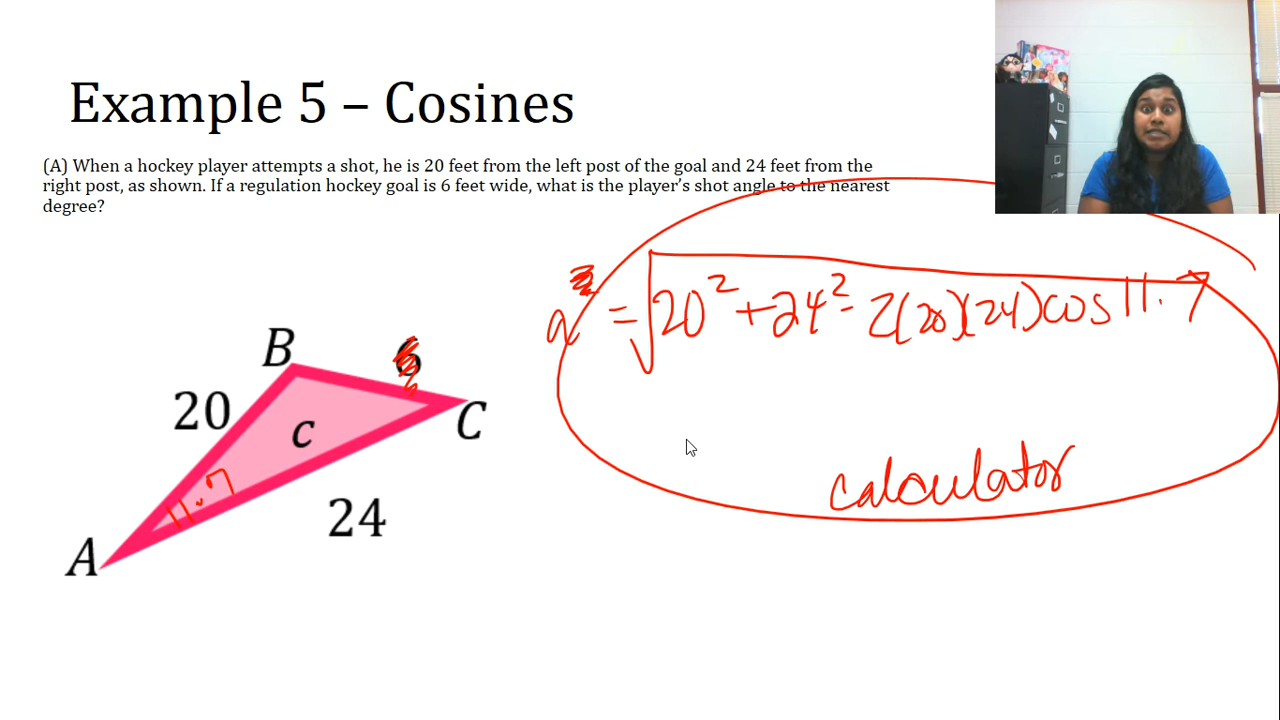 Example 5 – Cosines
(A) When a hockey player attempts a shot, he is 20 feet from the left post of the goal and 24 feet from the
right post, as shown. If a regulation hockey goal is 6 feet wide, what is the player's shot angle to the nearest
degree?
a = √20² + 24² - 2(20)(24)cos 11.7
B
6
20
c
C
11.7
24
A
calculator